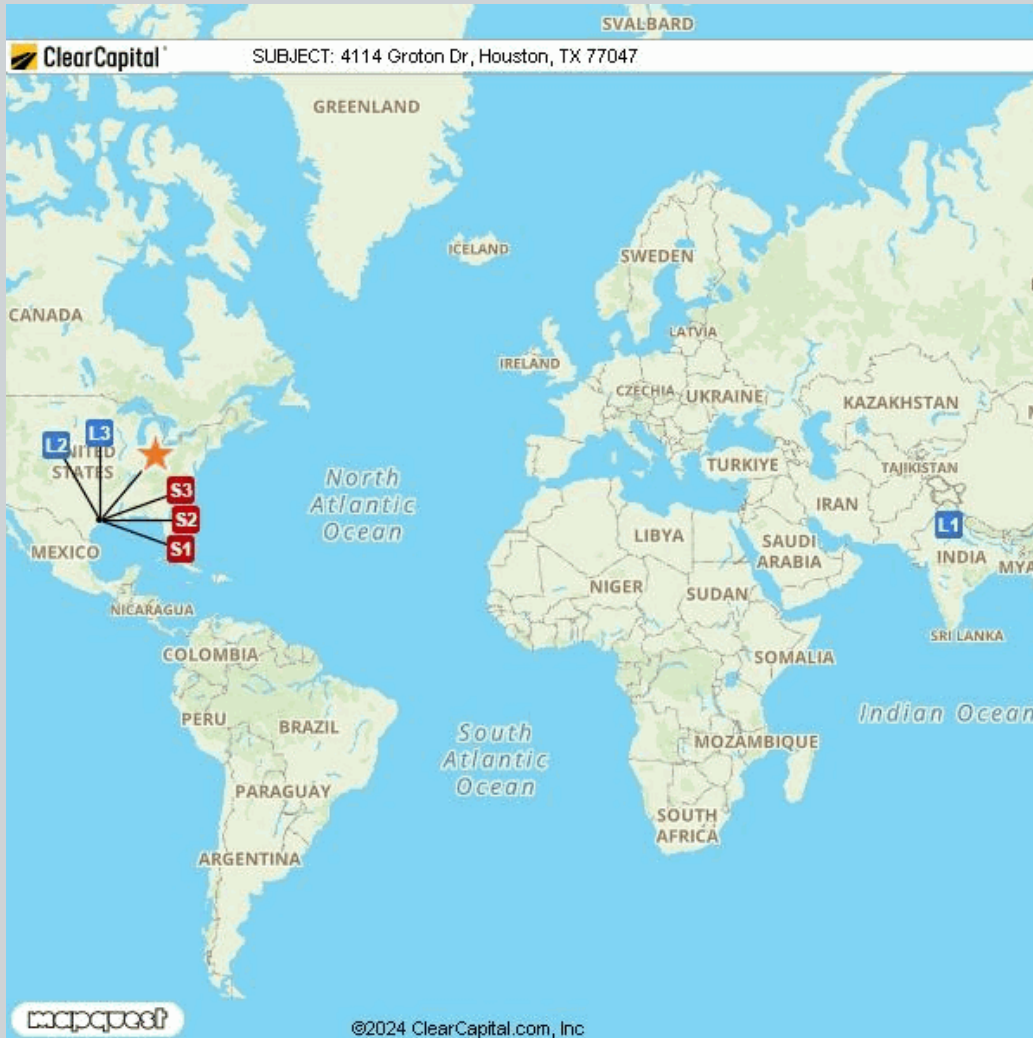 SVALBARD
ClearCapital
SUBJECT: 4114 Groton Dr, Houston, TX 77047
GREENLAND
ICELAND
SWEDEN
CANADA
LATVIA
IRELAND
CZECHIA
UKRAINE
KAZAKHSTAN
L2
L3
UNITED
STATES
TURKIYE
TAJIKISTAN
North
Atlantic
Ocean
S3
S2
S1
IRAN
L1
LIBYA
SAUDI
ARABIA
INDIA
MYA
MEXICO
NIGER
SUDAN
NICARAGUA
SRI LANKA
COLOMBIA
SOMALIA
PERU
BRAZIL
Indian Ocean
South
Atlantic
Ocean
MOZAMBIQUE
PARAGUAY
SOUTH
AFRICA
ARGENTINA
mapquest
©2024 ClearCapital.com, Inc